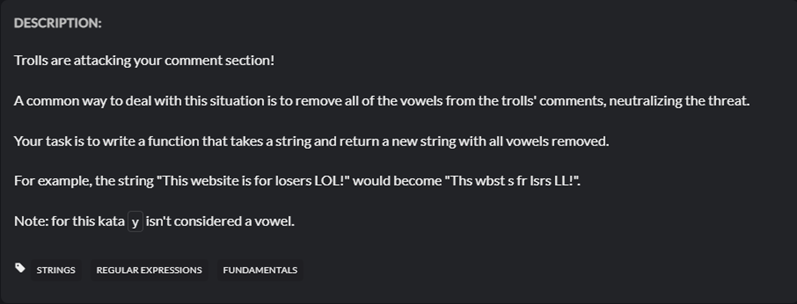 DESCRIPTION:
Trolls are attacking your comment section!
A common way to deal with this situation is to remove all of the vowels from the trolls' comments, neutralizing the threat.
Your task is to write a function that takes a string and return a new string with all vowels removed.
For example, the string "This website is for losers LOL!" would become "Ths wbst s fr lsrs LL!".
Note: for this kata y isn't considered a vowel.
STRINGS REGULAR EXPRESSIONS FUNDAMENTALS